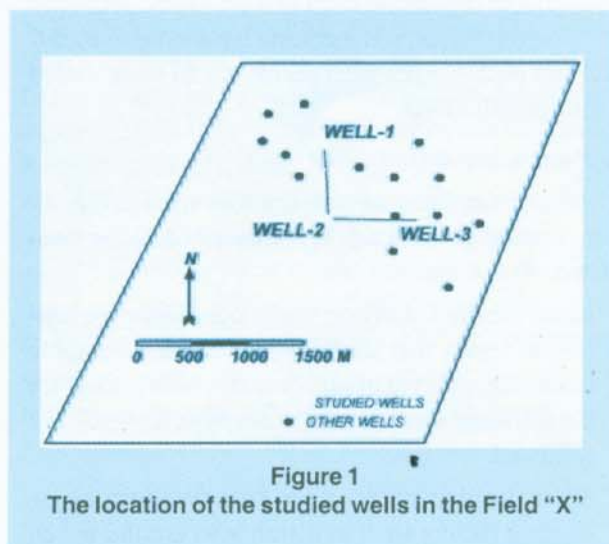 WELL-1
WELL-2
WELL-3
N
0 500 1000 1500 M
STUDIED WELLS
OTHER WELLS
Figure 1
The location of the studied wells in the Field "X"